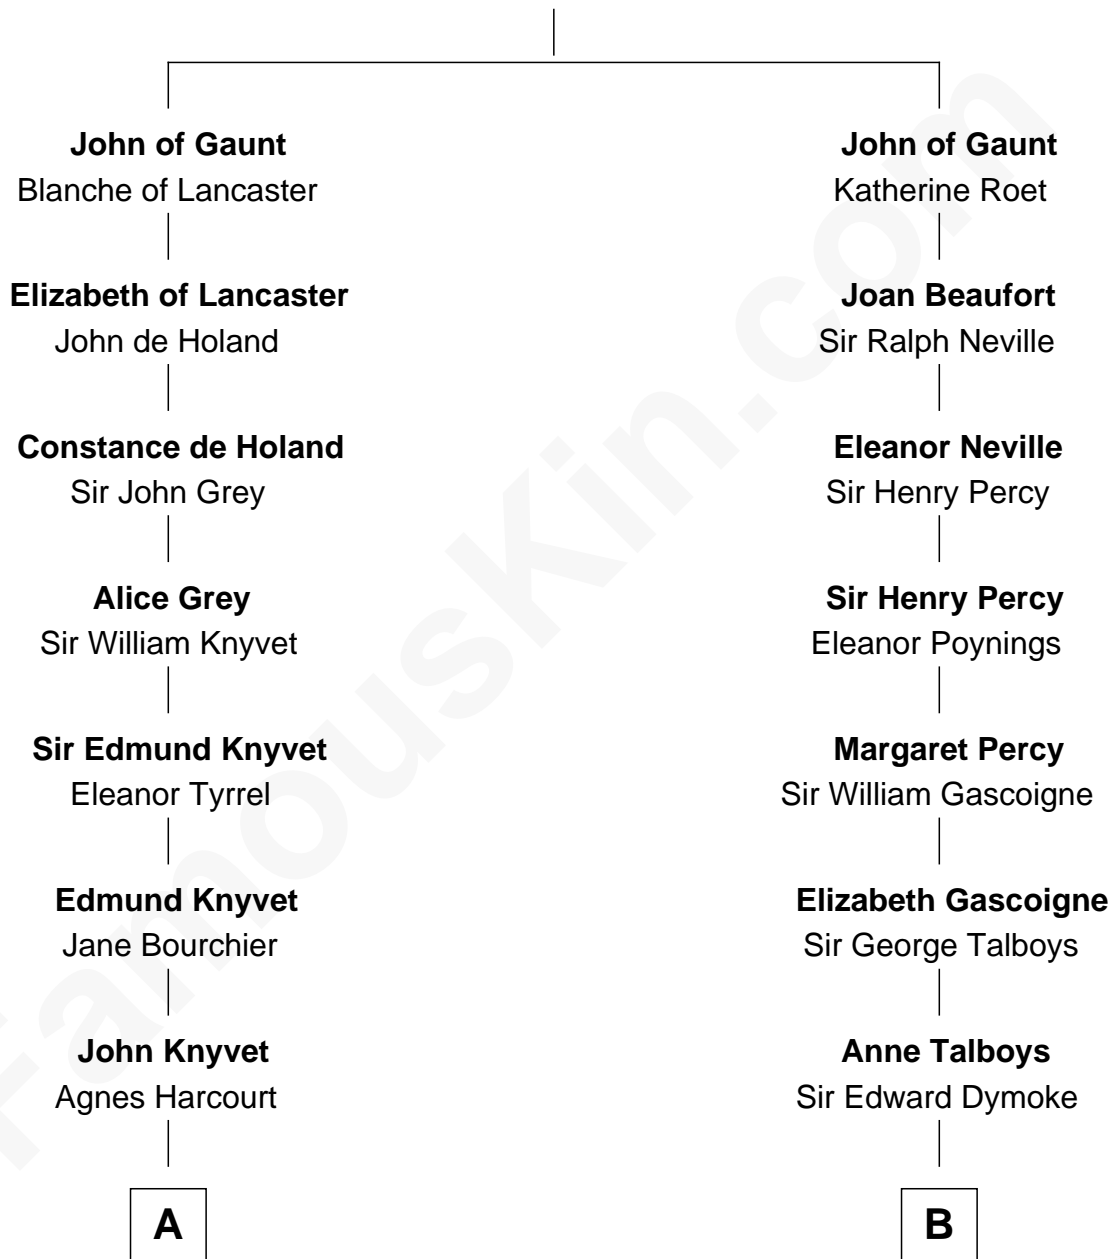 John of Gaunt
Blanche of Lancaster
Elizabeth of Lancaster
John de Holand
Constance de Holand
Sir John Grey
Alice Grey
Sir William Knyvet
Sir Edmund Knyvet
Eleanor Tyrrel
Edmund Knyvet
Jane Bourchier
John Knyvet
Agnes Harcourt
A
John of Gaunt
Katherine Roet
Joan Beaufort
Sir Ralph Neville
Eleanor Neville
Sir Henry Percy
Sir Henry Percy
Eleanor Poynings
Margaret Percy
Sir William Gascoigne
Elizabeth Gascoigne
Sir George Talboys
Anne Talboys
Sir Edward Dymoke
B
FamousKin.com